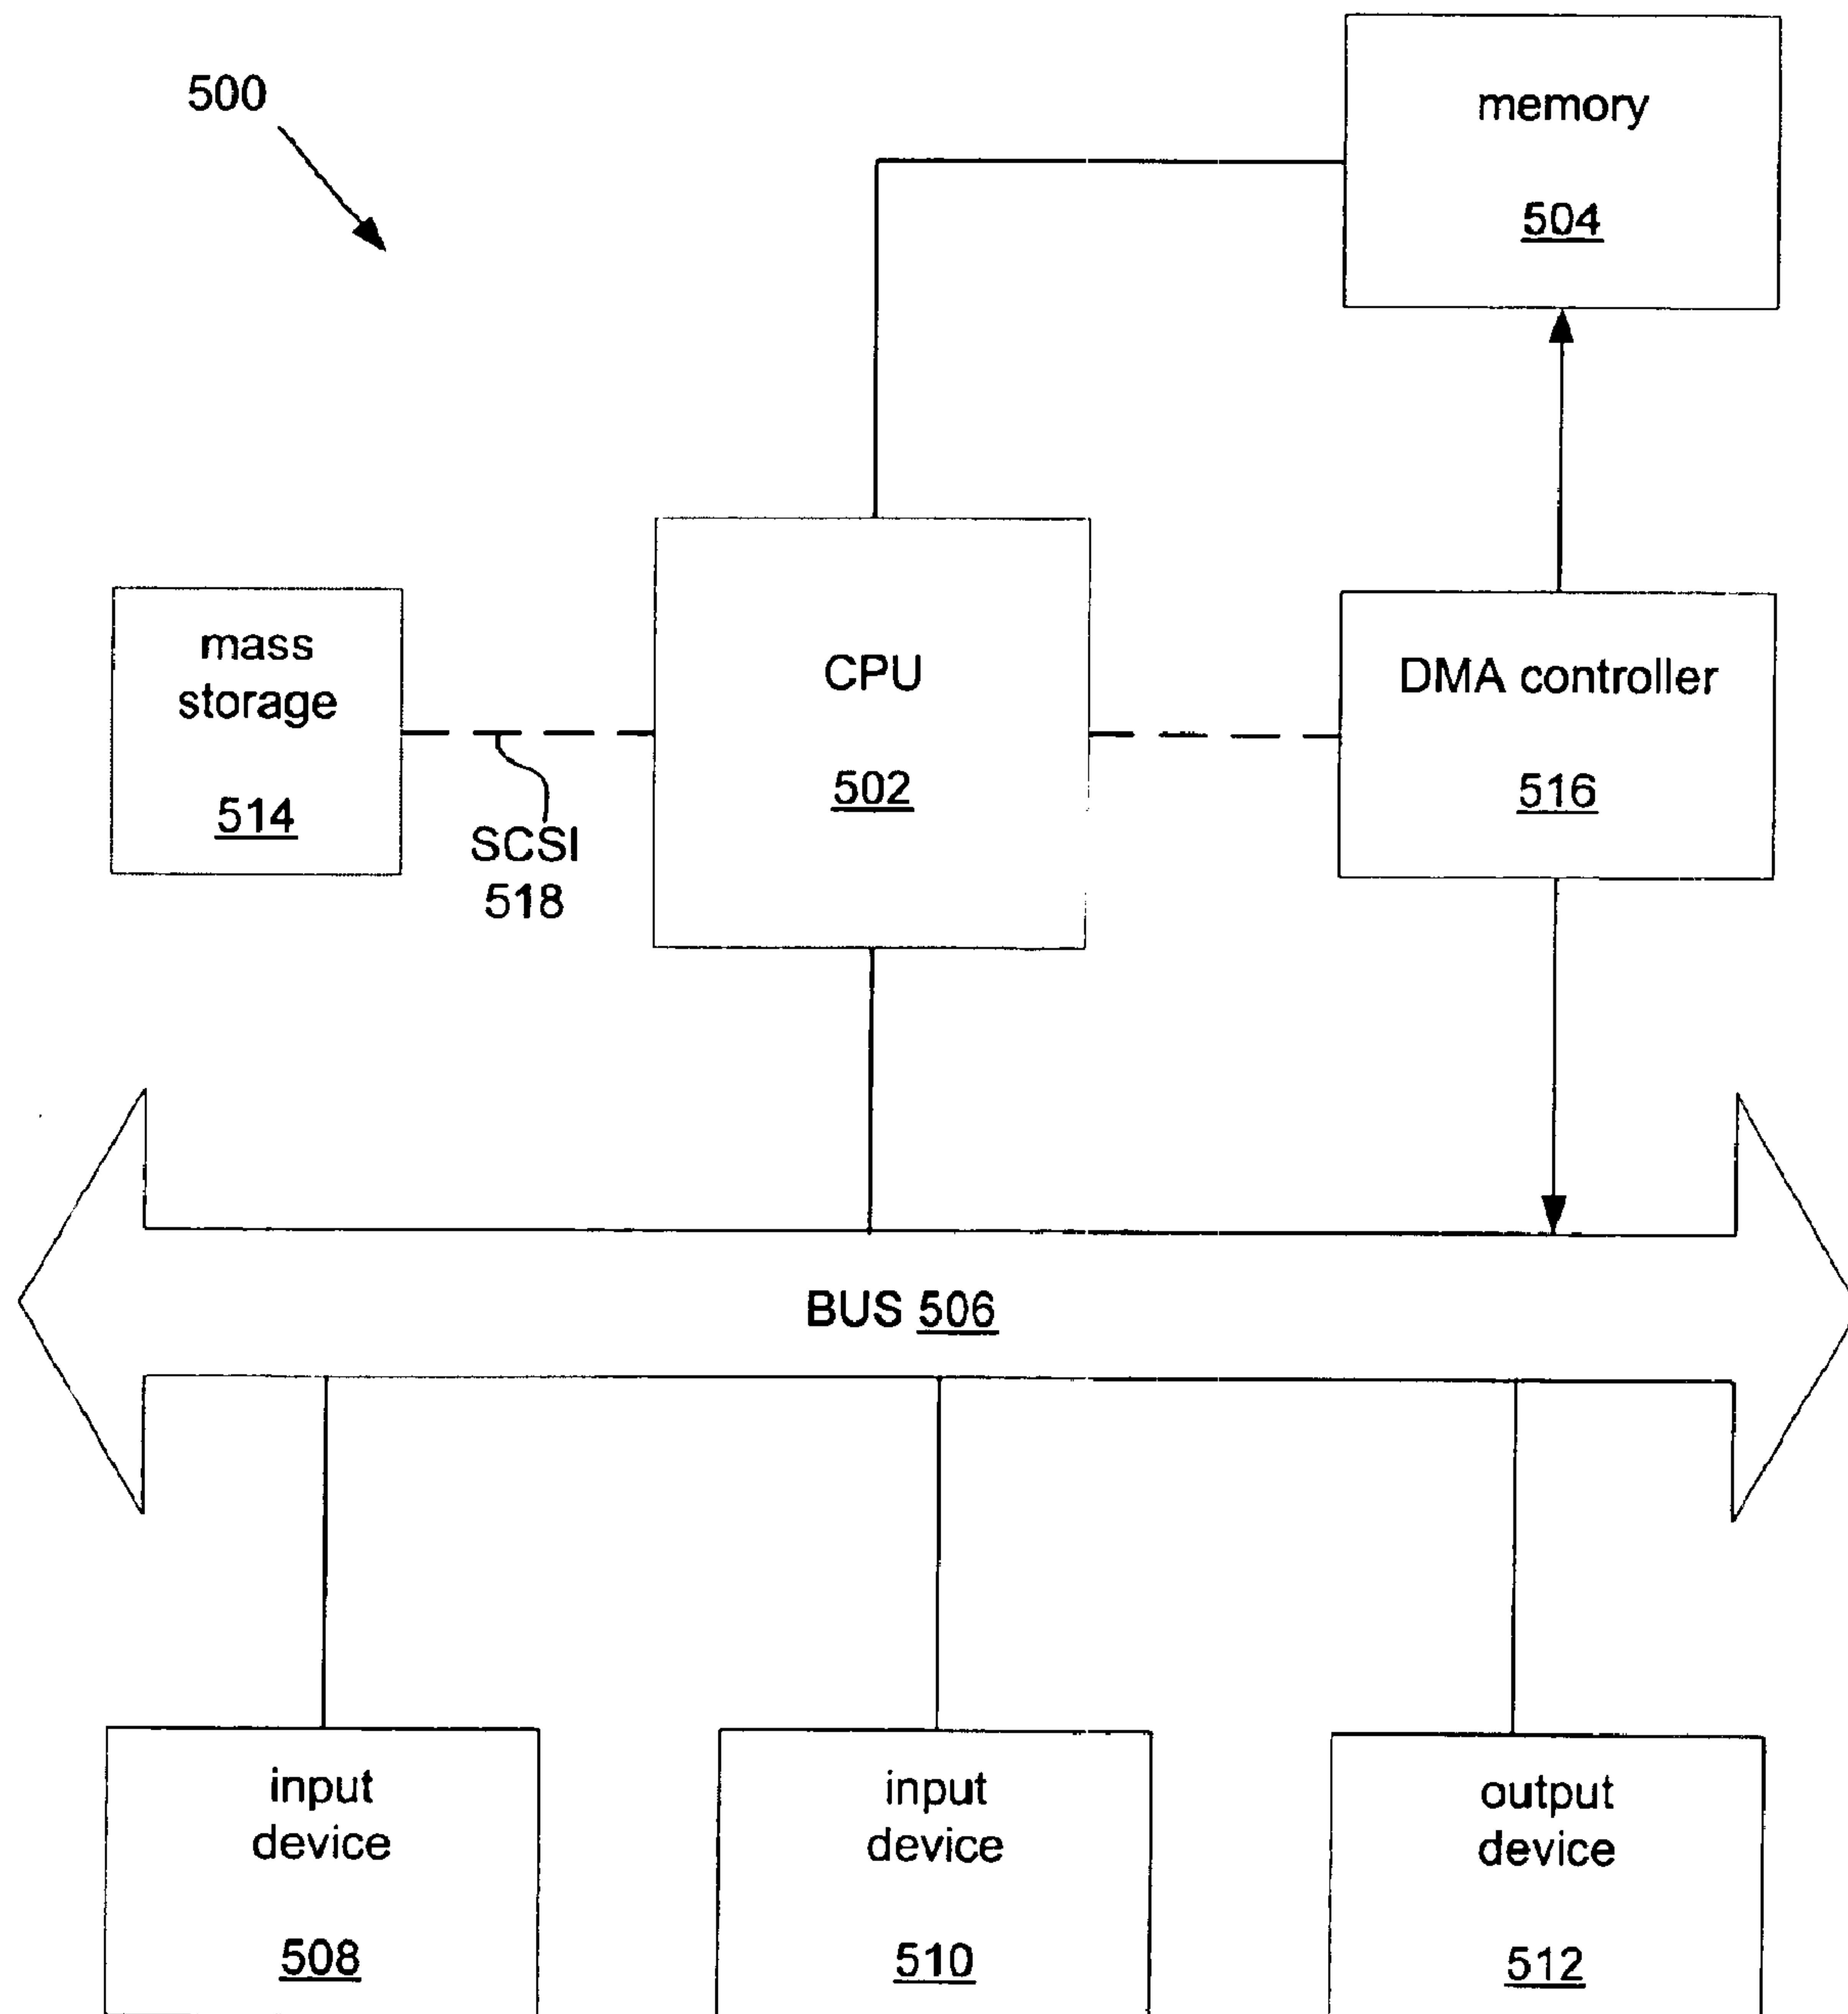 500
memory
504
mass
storage
514
SCSI
518
CPU
502
DMA controller
516
BUS 506
input
device
508
input
device
510
output
device
512